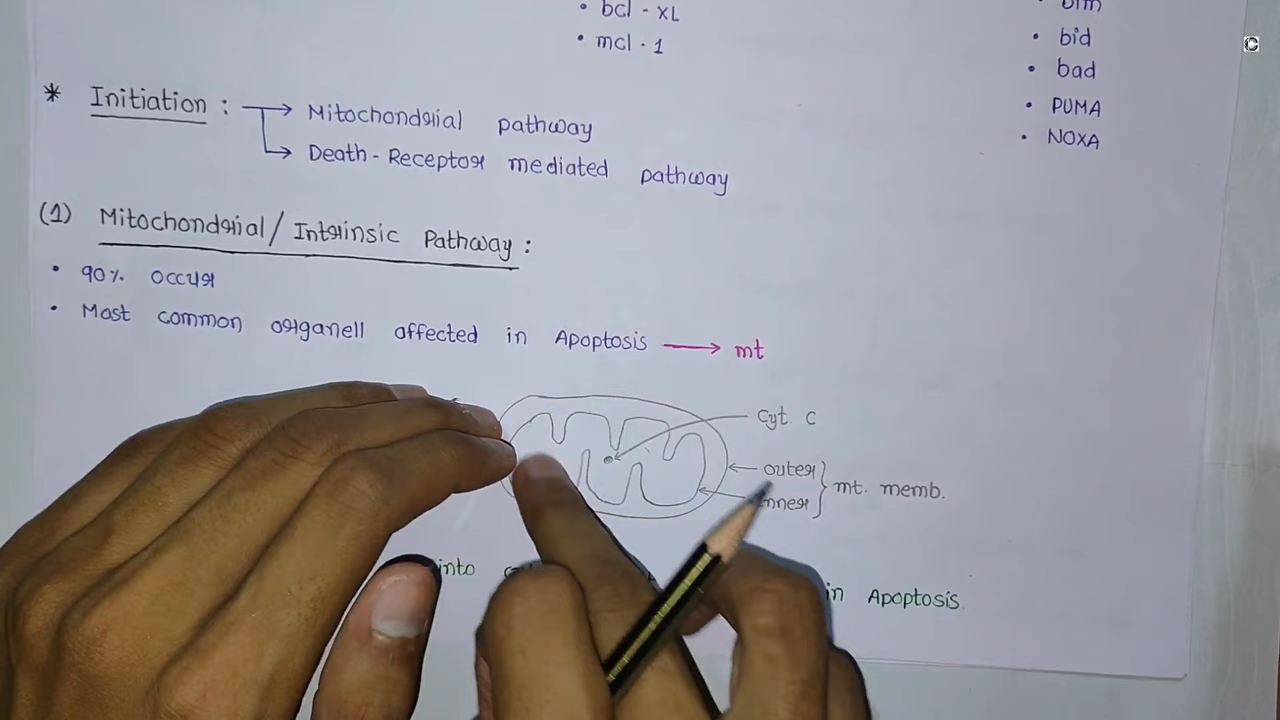 • bcl - XL
• mcl - 1
• bid
• bad
• PUMA
• NOXA
* Initiation : → Mitochondrial pathway
→ Death - Receptor mediated pathway
(1) Mitochondrial / Intrinsic Pathway :
• 90% occur
• Most common organell affected in Apoptosis → mt
Cyt. C
outer
inner
} mt. memb.
into
in Apoptosis